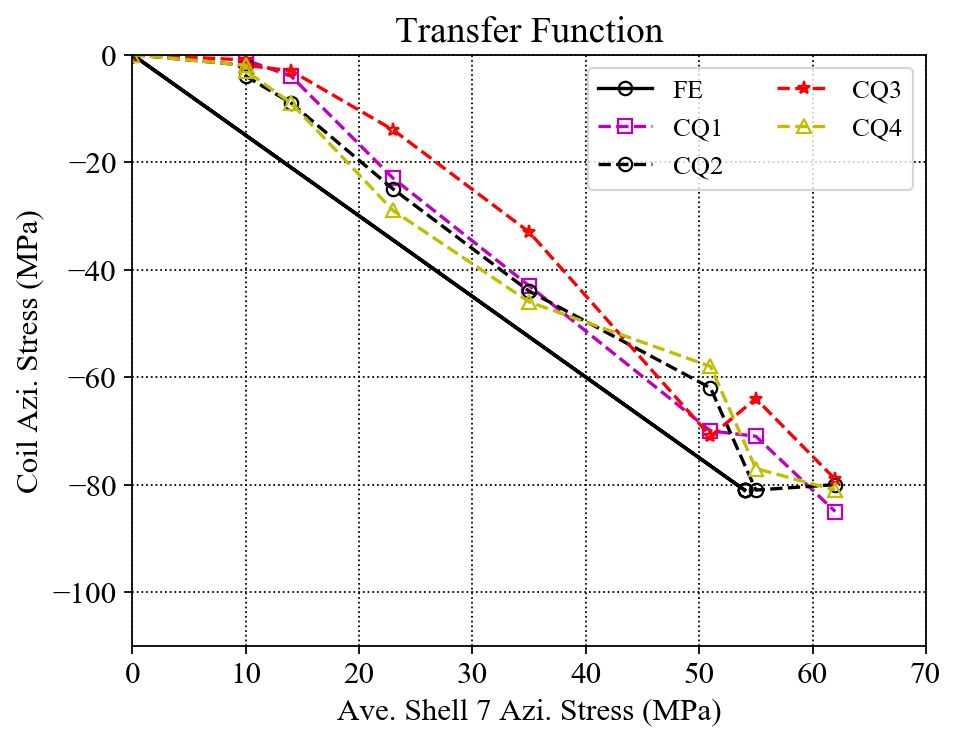 Transfer Function
0
−20
−40
−60
−80
−100
Coil Azi. Stress (MPa)
FE
CQ1
CQ2
CQ3
CQ4
0 10 20 30 40 50 60 70
Ave. Shell 7 Azi. Stress (MPa)